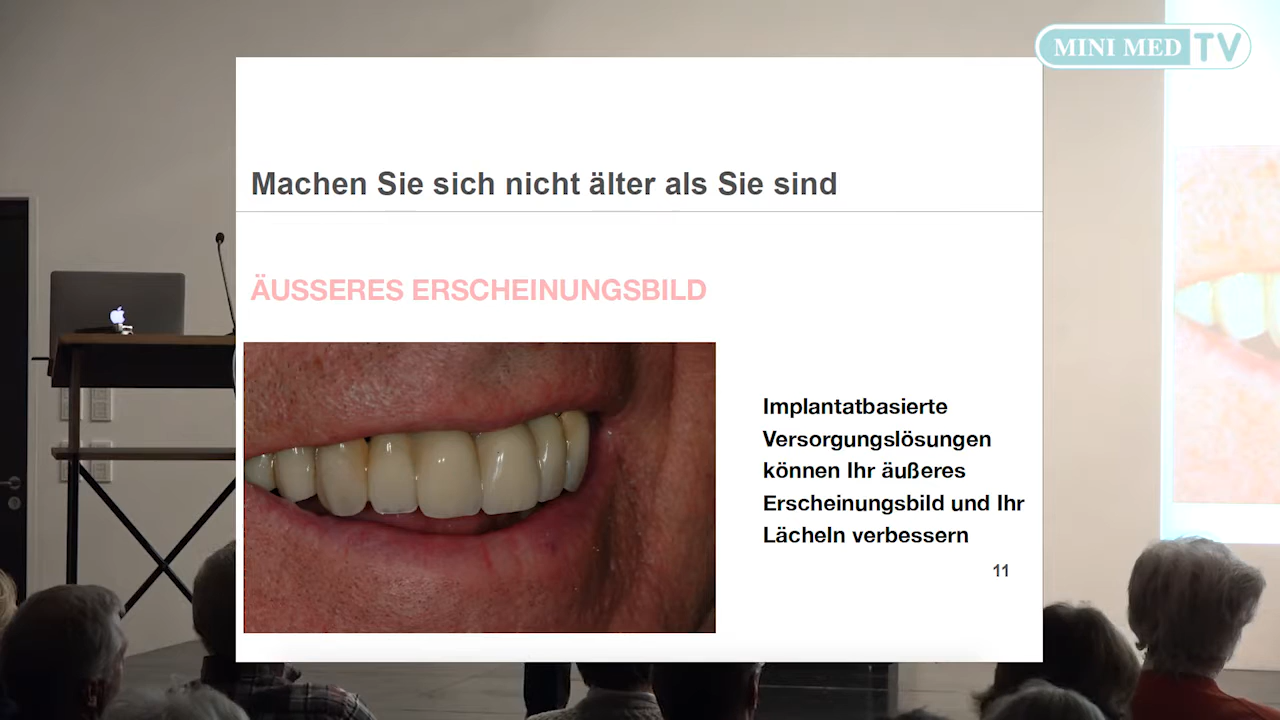 MINI MED TV
Machen Sie sich nicht älter als Sie sind
ÄUSSERES ERSCHEINUNGSBILD
Implantatbasierte
Versorgungslösungen
können Ihr äußeres
Erscheinungsbild und Ihr
Lächeln verbessern
11